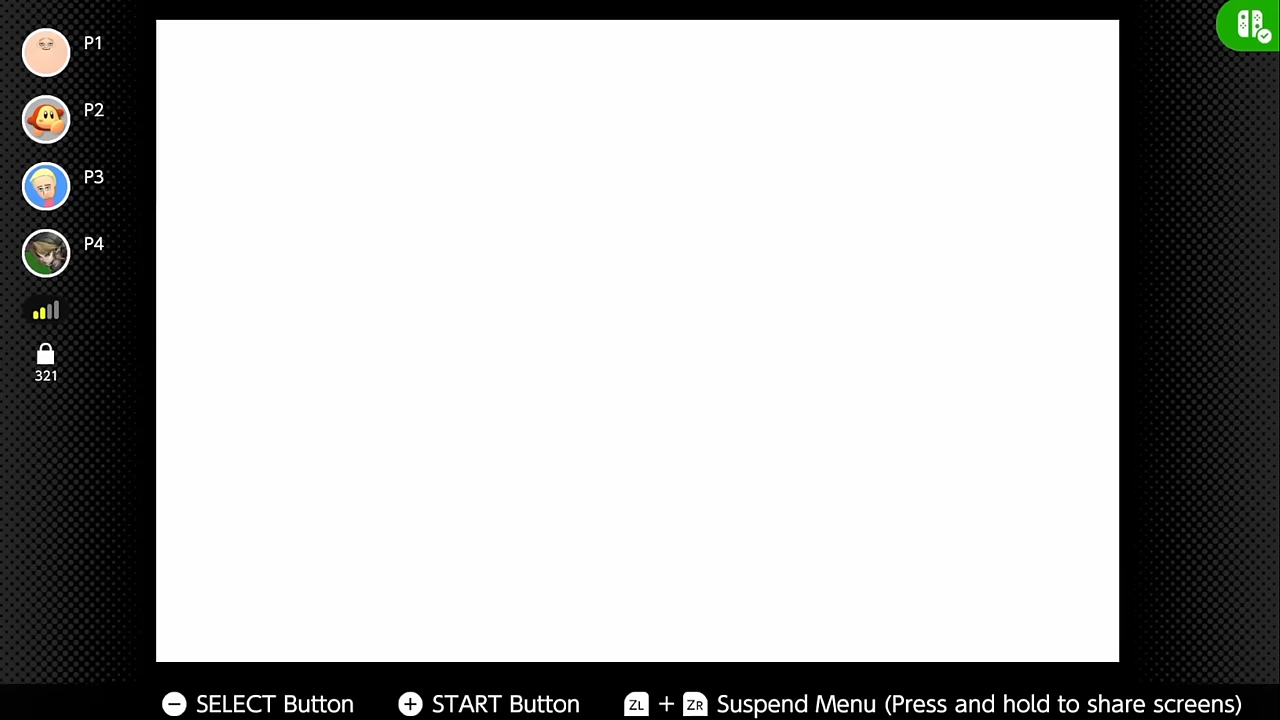 P1
P2
P3
P4
321
SELECT Button
START Button
ZL + ZR Suspend Menu (Press and hold to share screens)